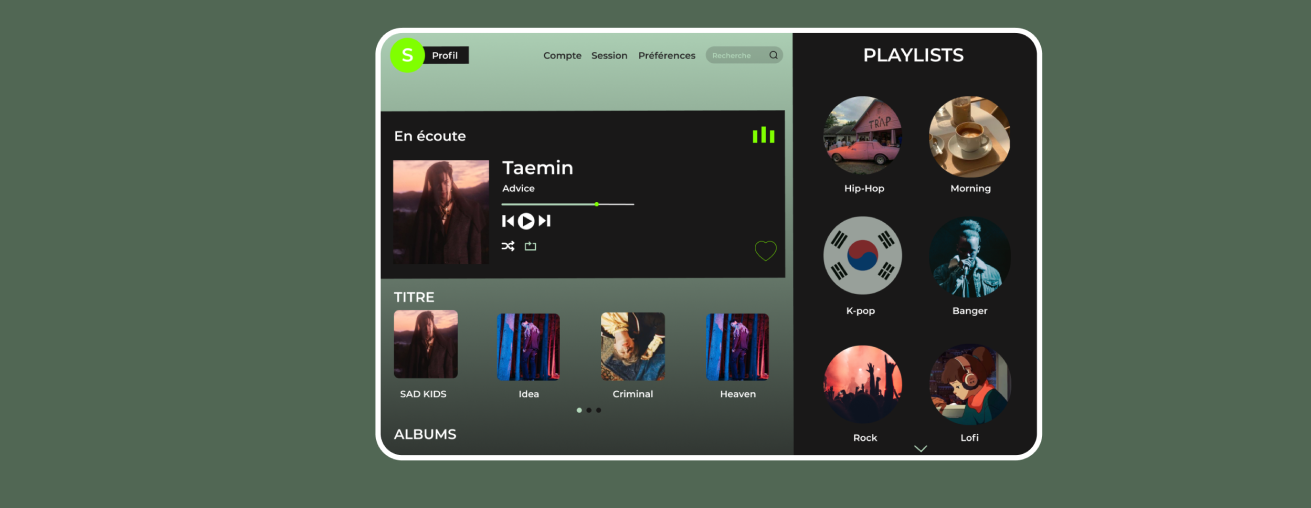 S Profil Compte Session Préférences Recherche
En écoute
Taemin
Advice
TITRE
SAD KIDS Idea Criminal Heaven
ALBUMS
PLAYLISTS
TRAP
Hip-Hop Morning
K-pop Banger
Rock Lofi